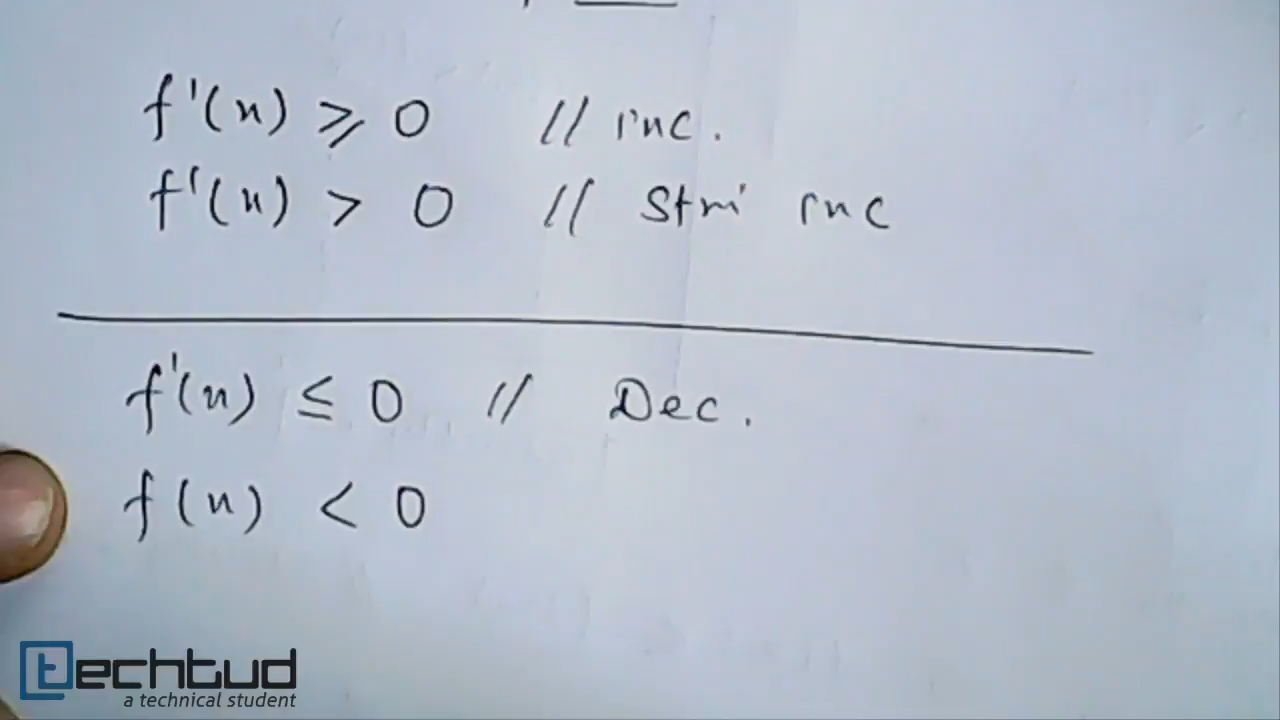 f'(x) ≥ 0 // inc.
f'(x) > 0 // Stri inc
f'(x) ≤ 0 // Dec.
f(x) < 0
techtud
a technical student